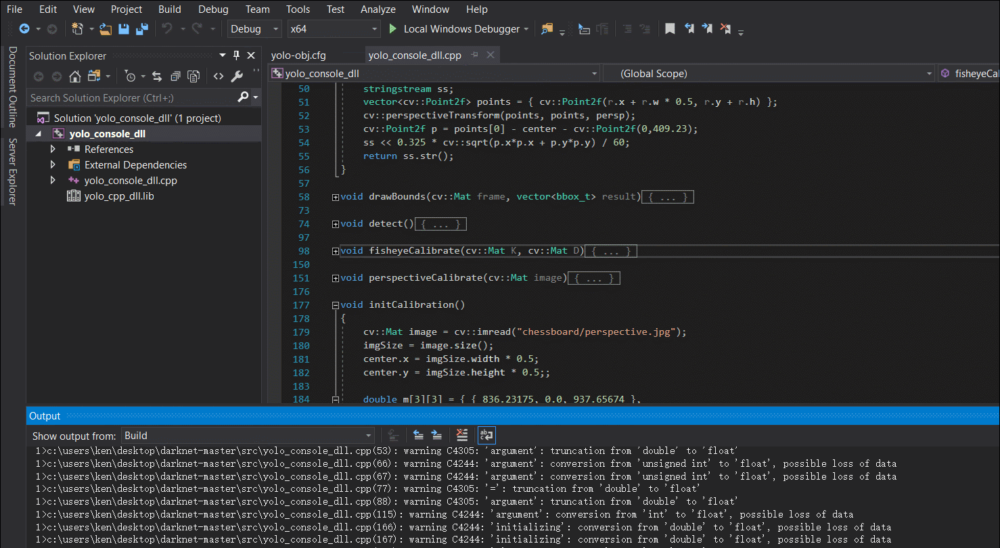 File Edit View Project Build Debug Team Tools Test Analyze Window Help
Debug x64 Local Windows Debugger
Document Outline
Server Explorer
Solution Explorer
Search Solution Explorer (Ctrl+;)
Solution 'yolo_console_dll' (1 project)
yolo_console_dll
References
External Dependencies
yolo_console_dll.cpp
yolo_cpp_dll.lib
yolo-obj.cfg yolo_console_dll.cpp
yolo_console_dll (Global Scope) fisheyeCal
50 stringstream ss;
51 vector<cv::Point2f> points = { cv::Point2f(r.x + r.w * 0.5, r.y + r.h) };
52 cv::perspectiveTransform(points, points, persp);
53 cv::Point2f p = points[0] - center - cv::Point2f(0,409.23);
54 ss << 0.325 * cv::sqrt(p.x*p.x + p.y*p.y) / 60;
55 return ss.str();
56 }
57
58 void drawBounds(cv::Mat frame, vector<bbox_t> result){ ... }
73
74 void detect(){ ... }
97
98 void fisheyeCalibrate(cv::Mat K, cv::Mat D){ ... }
150
151 void perspectiveCalibrate(cv::Mat image){ ... }
176
177 void initCalibration()
178 {
179 cv::Mat image = cv::imread("chessboard/perspective.jpg");
180 imgSize = image.size();
181 center.x = imgSize.width * 0.5;
182 center.y = imgSize.height * 0.5;;
183
184 double m[3][3] = { { 836.23175, 0.0, 937.65674 },
Output
Show output from: Build
1>c:\users\ken\desktop\darknet-master\src\yolo_console_dll.cpp(53): warning C4305: 'argument': truncation from 'double' to 'float'
1>c:\users\ken\desktop\darknet-master\src\yolo_console_dll.cpp(66): warning C4244: 'argument': conversion from 'unsigned int' to 'float', possible loss of data
1>c:\users\ken\desktop\darknet-master\src\yolo_console_dll.cpp(67): warning C4244: 'argument': conversion from 'unsigned int' to 'float', possible loss of data
1>c:\users\ken\desktop\darknet-master\src\yolo_console_dll.cpp(77): warning C4305: '=': truncation from 'double' to 'float'
1>c:\users\ken\desktop\darknet-master\src\yolo_console_dll.cpp(88): warning C4305: 'argument': truncation from 'double' to 'float'
1>c:\users\ken\desktop\darknet-master\src\yolo_console_dll.cpp(115): warning C4244: 'argument': conversion from 'int' to 'float', possible loss of data
1>c:\users\ken\desktop\darknet-master\src\yolo_console_dll.cpp(166): warning C4244: 'initializing': conversion from 'double' to 'float', possible loss of data
1>c:\users\ken\desktop\darknet-master\src\yolo_console_dll.cpp(167): warning C4244: 'initializing': conversion from 'double' to 'float', possible loss of data